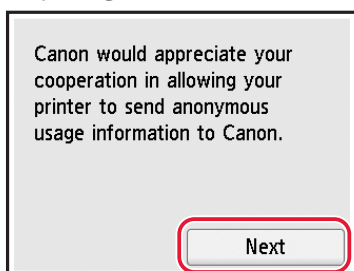 Canon would appreciate your
cooperation in allowing your
printer to send anonymous
usage information to Canon.
Next